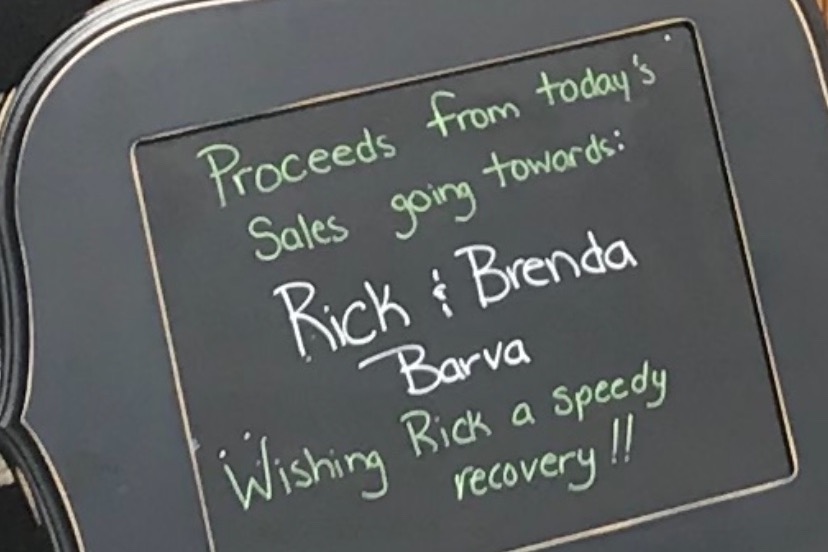 Proceeds from today's
Sales going towards:
Rick & Brenda
Barva
Wishing Rick a speedy
recovery!!